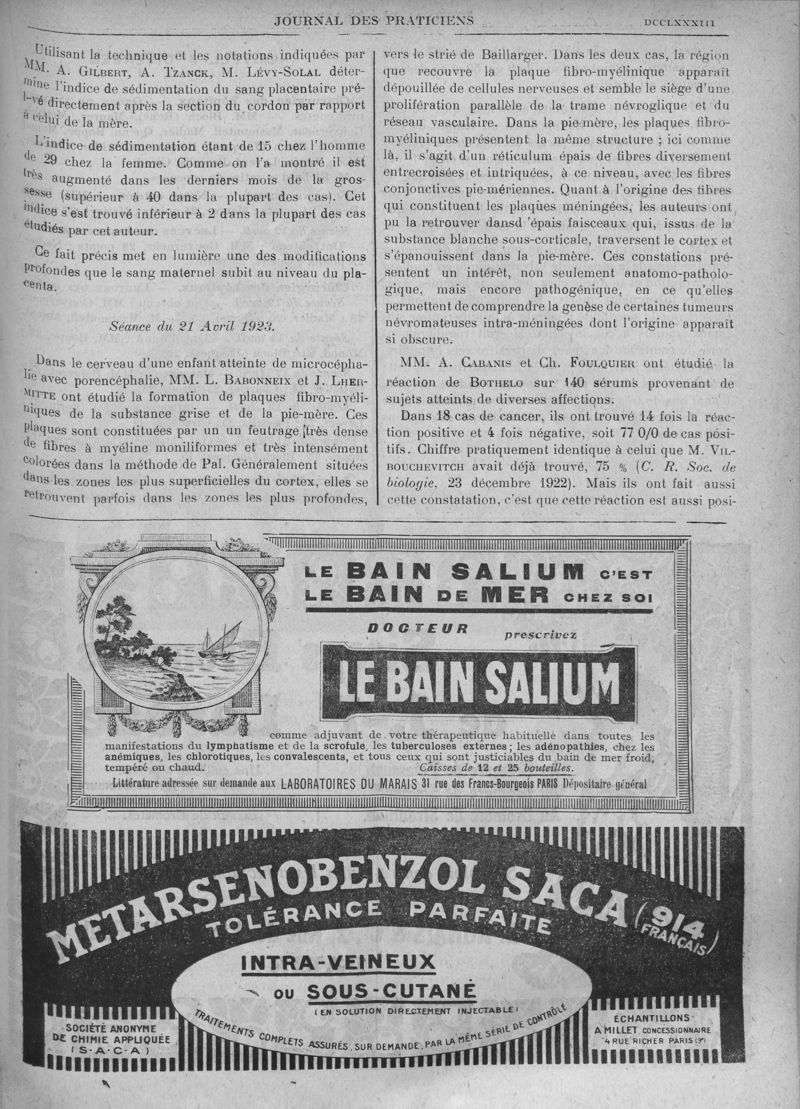 JOURNAL DES PRATICIENS
DCCLXXXIII
Utilisant la technique et les notations indiquées par
MM. A. GILBERT, A. TZANCK, M. LÉVY-SOLAL déter-
mine l'indice de sédimentation du sang placentaire pré-
levé directement après la section du cordon par rapport
à celui de la mère.
L'indice de sédimentation étant de 15 chez l'homme
de 29 chez la femme. Comme on l'a montré il est
très augmenté dans les derniers mois de la gros-
sesse (supérieur à 40 dans la plupart des cas). Cet
indice s'est trouvé inférieur à 2 dans la plupart des cas
étudiés par cet auteur.
Ce fait précis met en lumière une des modifications
profondes que le sang maternel subit au niveau du pla-
centa.
Séance du 21 Avril 1923.
Dans le cerveau d'une enfant atteinte de microcépha-
lie avec porencéphalie, MM. L. BABONNEIX et J. LHER-
MITTE ont étudié la formation de plaques fibro-myéli-
niques de la substance grise et de la pie-mère. Ces
plaques sont constituées par un un feutrage très dense
de fibres à myéline moniliformes et très intensément
colorées dans la méthode de Pal. Généralement situées
dans les zones les plus superficielles du cortex, elles se
retrouvent parfois dans les zones les plus profondes,
vers le strié de Baillarger. Dans les deux cas, la région
que recouvre la plaque fibro-myélinique apparait
dépouillée de cellules nerveuses et semble le siège d'une
prolifération parallèle de la trame névroglique et du
réseau vasculaire. Dans la pie-mère, les plaques fibro-
myéliniques présentent la même structure ; ici comme
là, il s'agit d'un réticulum épais de fibres diversement
entrecroisées et intriquées, à ce niveau, avec les fibres
conjonctives pie-mériennes. Quant à l'origine des fibres
qui constituent les plaques méningées, les auteurs ont
pu la retrouver dansd 'épais faisceaux qui, issus de la
substance blanche sous-corticale, traversent le cortex et
s'épanouissent dans la pie-mère. Ces constations pré-
sentent un intérêt, non seulement anatomo-patholo-
gique, mais encore pathogénique, en ce qu'elles
permettent de comprendre la genèse de certaines tumeurs
névromateuses intra-méningées dont l'origine apparaît
si obscure.
MM. A. CABANIS et Ch. FOULQUIER ont étudié la
réaction de BOTHELO sur 140 sérums provenant de
sujets atteints de diverses affections.
Dans 18 cas de cancer, ils ont trouvé 14 fois la réac-
tion positive et 4 fois négative, soit 77 0/0 de cas posi-
tifs. Chiffre pratiquement identique à celui que M. VIL-
BOUCHEVITCH avait déjà trouvé, 75 % (C. R. Soc. de
biologie, 23 décembre 1922). Mais ils ont fait aussi
cette constatation, c'est que cette réaction est aussi posi-
LE BAIN SALIUM C'EST
LE BAIN DE MER CHEZ SOI
DOCTEUR
prescrivez
LE BAIN SALIUM
comme adjuvant de votre thérapeutique habituelle dans toutes les
manifestations du lymphatisme et de la scrofule, les tuberculoses externes ; les adénopathies, chez les
anémiques, les chlorotiques, les convalescents, et tous ceux qui sont justiciables du bain de mer froid,
tempéré ou chaud.
Caisses de 12 et 25 bouteilles.
Littérature adressée sur demande aux LABORATOIRES DU MARAIS 31 rue des Francs-Bourgeois PARIS Dépositaire général
METARSENOBENZOL SACA (914 FRANÇAIS)
TOLÉRANCE PARFAITE
INTRA-VEINEUX
OU SOUS-CUTANÉ
(EN SOLUTION DIRECTEMENT INJECTABLE)
TRAITEMENTS COMPLETS ASSURÉS, SUR DEMANDE, PAR LA MÊME SÉRIE DE CONTRÔLE
SOCIÉTÉ ANONYME
DE CHIMIE APPLIQUÉE
(S·A·C·A)
ÉCHANTILLONS
A MILLET CONCESSIONNAIRE
4 RUE RICHER PARIS (9e)